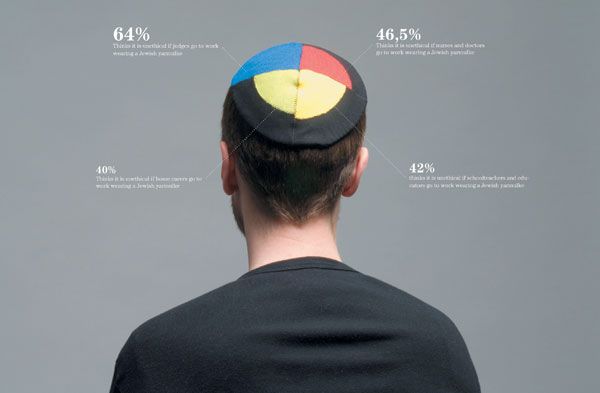 64%
Thinks it is unethical if judges go to work
wearing a Jewish yarmulke
46,5%
Thinks it is unethical if nurses and doctors
go to work wearing a Jewish yarmulke
40%
Thinks it is unethical if home carers go to
work wearing a Jewish yarmulke
42%
thinks it is unethical if schoolteachers and edu-
cators go to work wearing a Jewish yarmulke